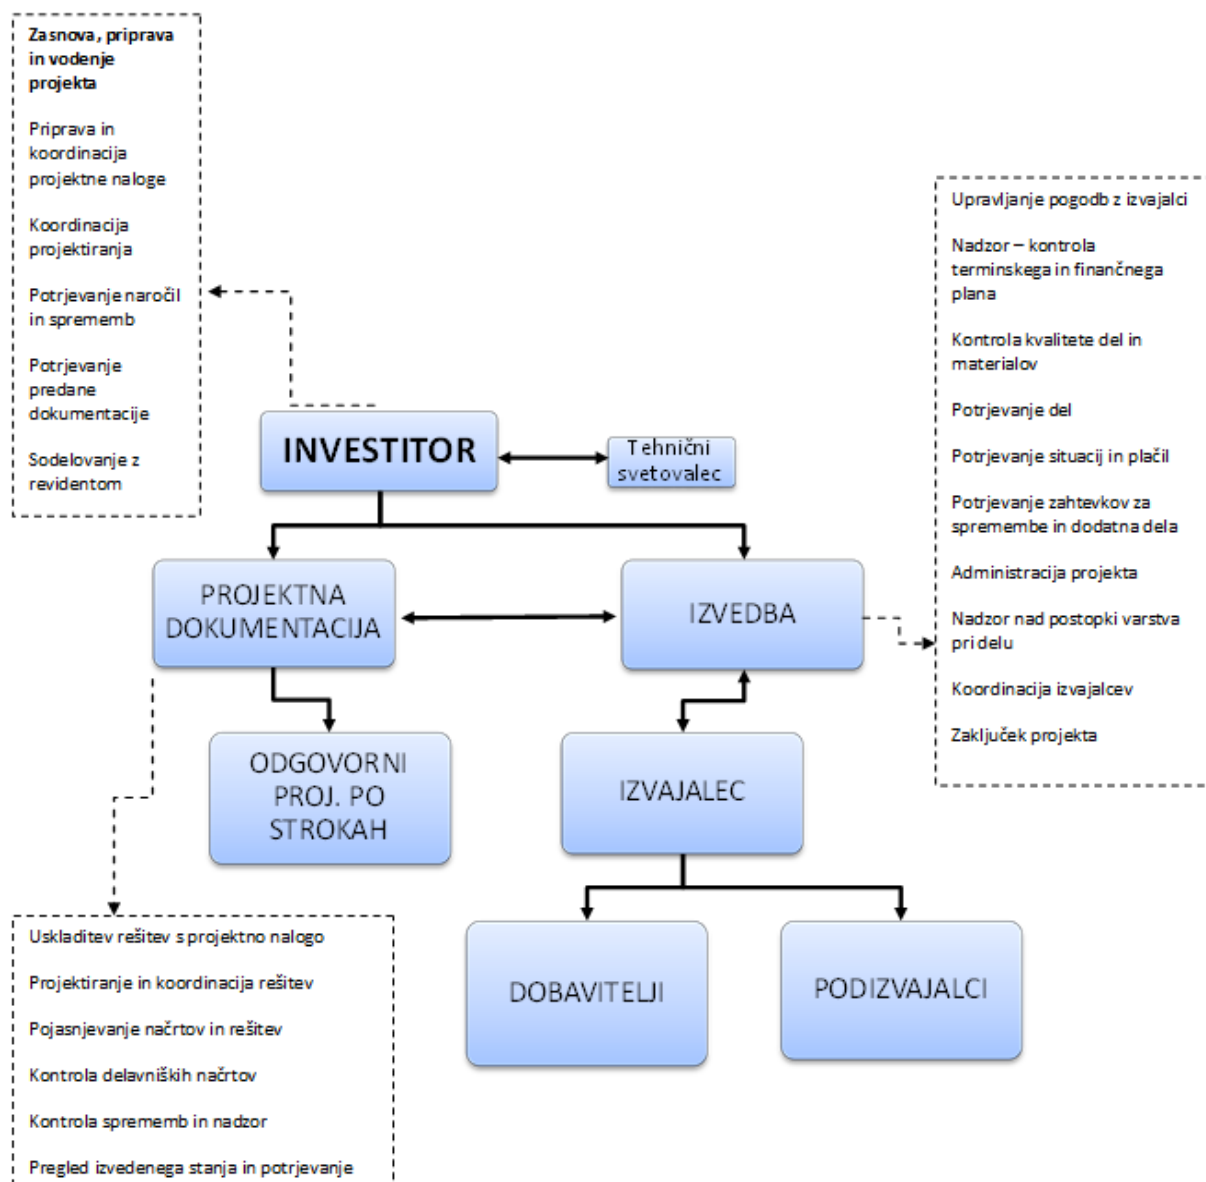 Zasnova, priprava
in vodenje
projekta
Priprava in
koordinacija
projektne naloge
Koordinacija
projektiranja
Potrjevanje naročil
in sprememb
Potrjevanje
predane
dokumentacije
Sodelovanje z
revidentom
Upravljanje pogodb z izvajalci
Nadzor – kontrola
terminskega in finančnega
plana
Kontrola kvalitete del in
materialov
Potrjevanje del
Potrjevanje situacij in plačil
Potrjevanje zahtevkov za
spremembe in dodatna dela
Administracija projekta
Nadzor nad postopki varstva
pri delu
Koordinacija izvajalcev
Zaključek projekta
INVESTITOR
Tehnični
svetovalec
PROJEKTNA
DOKUMENTACIJA
IZVEDBA
ODGOVORNI
PROJ. PO
STROKAH
IZVAJALEC
DOBAVITELJI
PODIZVAJALCI
Uskladitev rešitev s projektno nalogo
Projektiranje in koordinacija rešitev
Pojasnjevanje načrtov in rešitev
Kontrola delavniških načrtov
Kontrola sprememb in nadzor
Pregled izvedenega stanja in potrjevanje